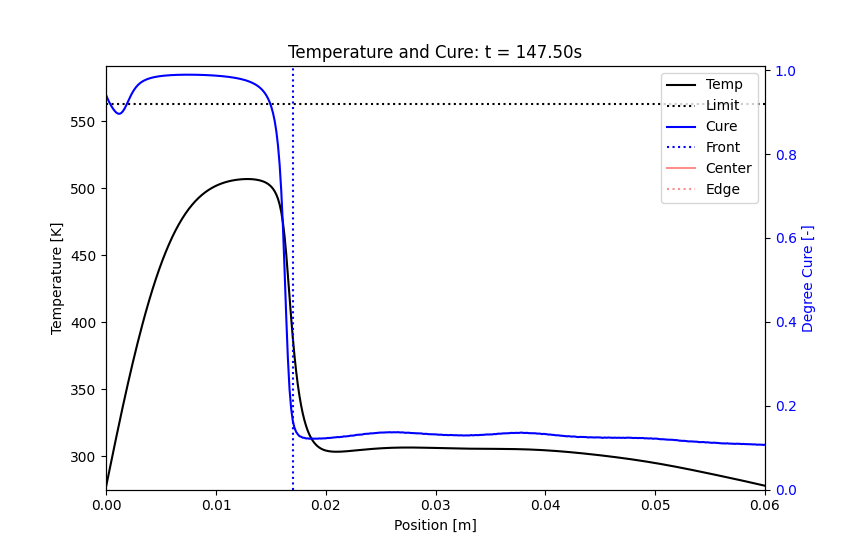 Temperature and Cure: t = 147.50s
Temp
Limit
Cure
Front
Center
Edge
Temperature [K]
550
500
450
400
350
300
Degree Cure [-]
1.0
0.8
0.6
0.4
0.2
0.0
0.00 0.01 0.02 0.03 0.04 0.05 0.06
Position [m]